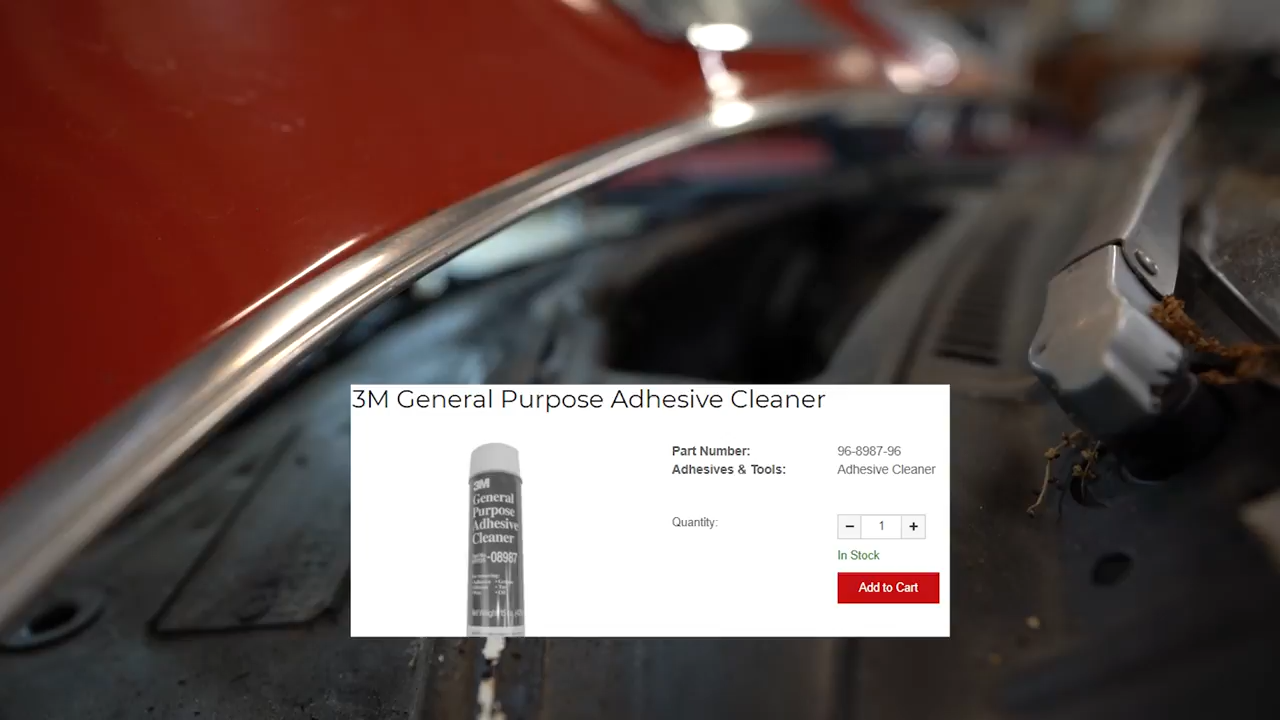 3M General Purpose Adhesive Cleaner
Part Number: 96-8987-96
Adhesives & Tools: Adhesive Cleaner
3M
General
Purpose
Adhesive
Cleaner
-08987
Quantity: − 1 +
In Stock
Add to Cart